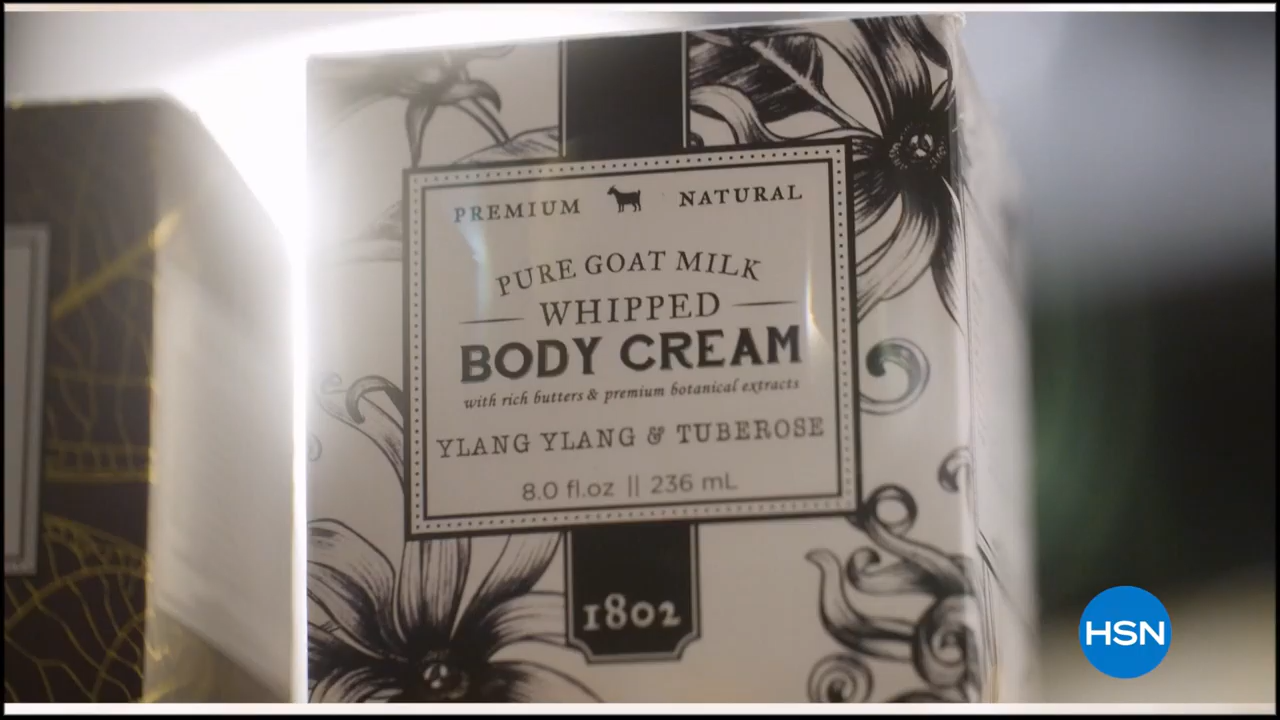 PREMIUM NATURAL
PURE GOAT MILK
WHIPPED
BODY CREAM
with rich butters & premium botanical extracts
YLANG YLANG & TUBEROSE
8.0 fl.oz || 236 mL
1802
HSN